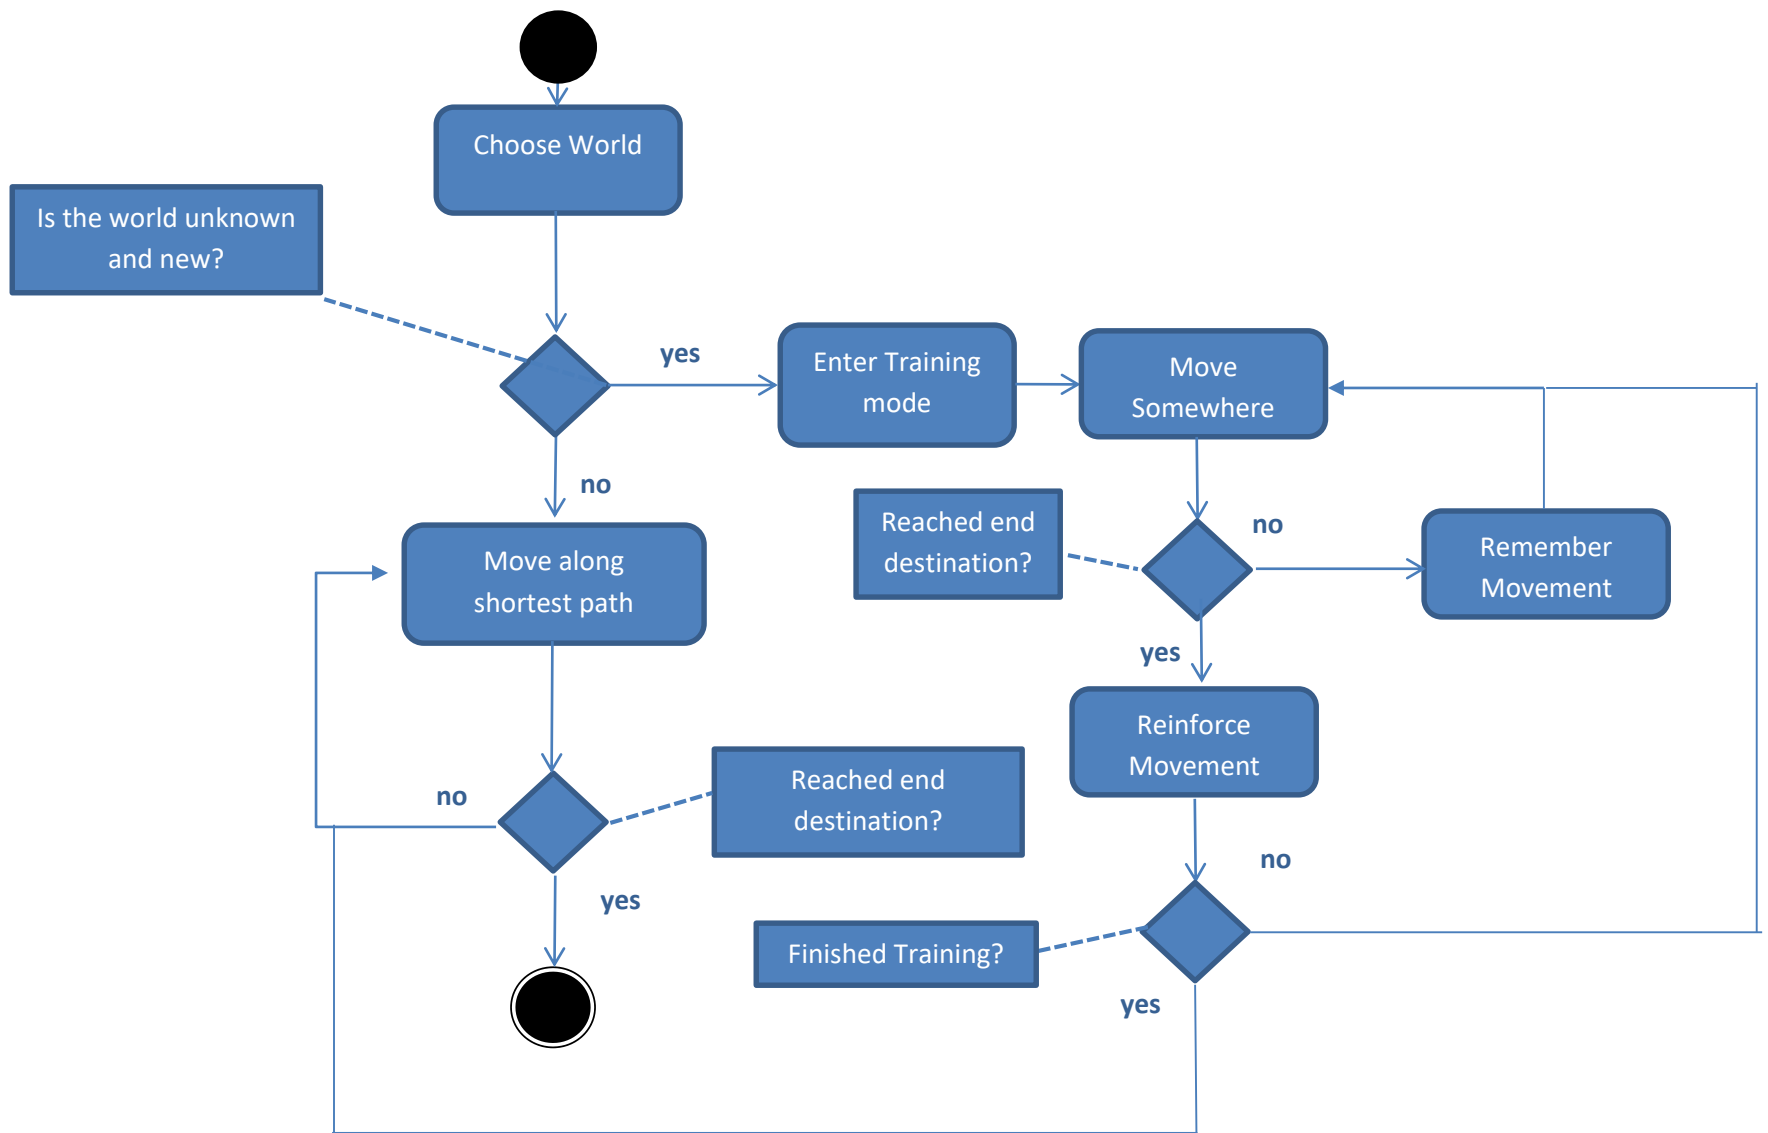 Choose World
Is the world unknown
and new?
yes
Enter Training
mode
Move
Somewhere
no
Reached end
destination?
no
Remember
Movement
Move along
shortest path
yes
Reinforce
Movement
no
Reached end
destination?
no
yes
Finished Training?
yes